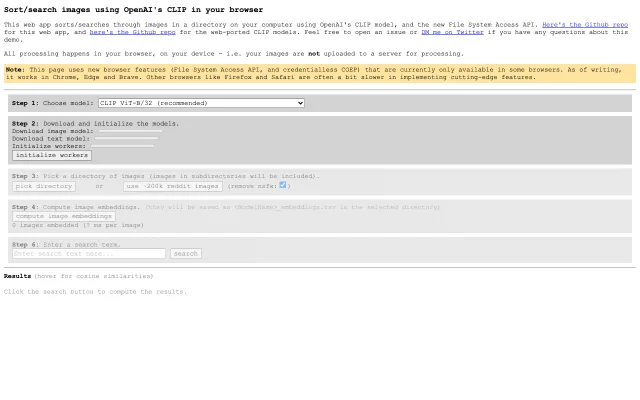 Sort/search images using OpenAI's CLIP in your browser
This web app sorts/searches through images in a directory on your computer using OpenAI's CLIP model, and the new File System Access API. Here's the Github repo
for this web app, and here's the Github repo for the web-ported CLIP models. Feel free to open an issue or DM me on Twitter if you have any questions about this
demo.
All processing happens in your browser, on your device - i.e. your images are not uploaded to a server for processing.
Note: This page uses new browser features (File System Access API, and credentialless COEP) that are currently only available in some browsers. As of writing,
it works in Chrome, Edge and Brave. Other browsers like Firefox and Safari are often a bit slower in implementing cutting-edge features.
Step 1: Choose model: CLIP ViT-B/32 (recommended)
Step 2: Download and initialize the models.
Download image model:
Download text model:
Initialize workers:
initialize workers
Step 3: Pick a directory of images (images in subdirectories will be included).
pick directory or use ~200k reddit images (remove nsfw: )
Step 4: Compute image embeddings. (they will be saved as <ModelName>_embeddings.tsv in the selected directory)
compute image embeddings
0 images embedded (? ms per image)
Step 5: Enter a search term.
Enter search text here... search
Results (hover for cosine similarities)
Click the search button to compute the results.